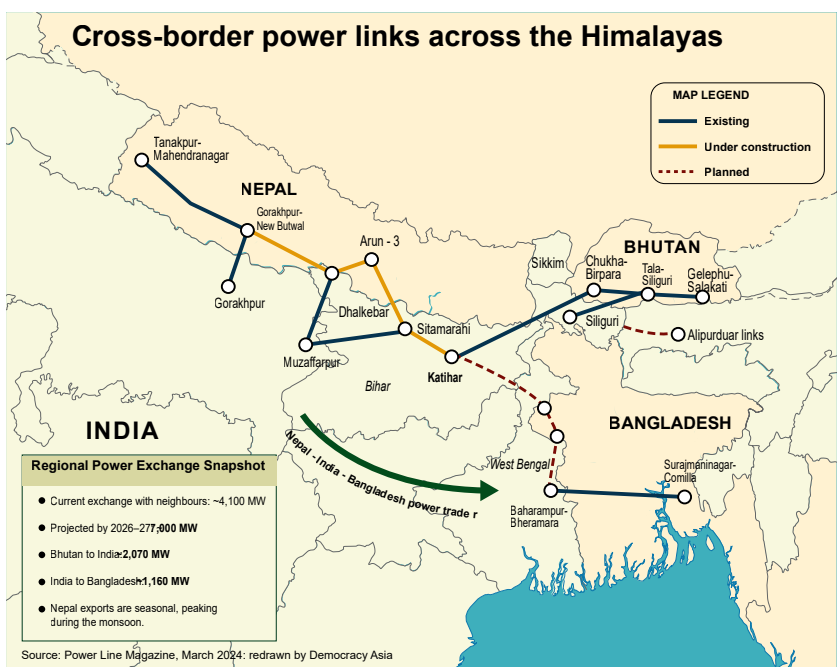 Cross-border power links across the Himalayas
MAP LEGEND
Existing
Under construction
Planned
Tanakpur-
Mahendranagar
NEPAL
Gorakhpur-
New Butwal
Arun - 3
Gorakhpur
Dhalkebar
Sitamarahi
Muzaffarpur
Katihar
Bihar
Sikkim
BHUTAN
Chukha-
Birpara
Tala-
Siliguri
Gelephu-
Salakati
Siliguri
Alipurduar links
BANGLADESH
INDIA
West Bengal
Surajmaninagar-
Comilla
Baharampur-
Bheramara
Nepal - India - Bangladesh power trade r
Regional Power Exchange Snapshot
Current exchange with neighbours: ~4,100 MW
Projected by 2026–27: 7,000 MW
Bhutan to India: 2,070 MW
India to Bangladesh: 1,160 MW
Nepal exports are seasonal, peaking
during the monsoon.
Source: Power Line Magazine, March 2024: redrawn by Democracy Asia